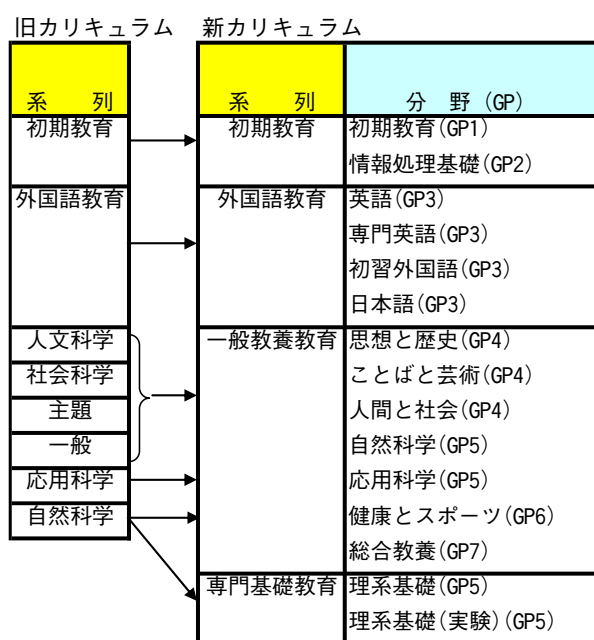 旧カリキュラム 新カリキュラム
系 列 系 列 分 野 (GP)
初期教育 初期教育 初期教育(GP1)
情報処理基礎(GP2)
外国語教育 外国語教育 英語(GP3)
専門英語(GP3)
初習外国語(GP3)
日本語(GP3)
人文科学 一般教養教育 思想と歴史(GP4)
社会科学 ことばと芸術(GP4)
主題 人間と社会(GP4)
一般 自然科学(GP5)
応用科学 応用科学(GP5)
自然科学 健康とスポーツ(GP6)
総合教養(GP7)
専門基礎教育 理系基礎(GP5)
理系基礎(実験)(GP5)